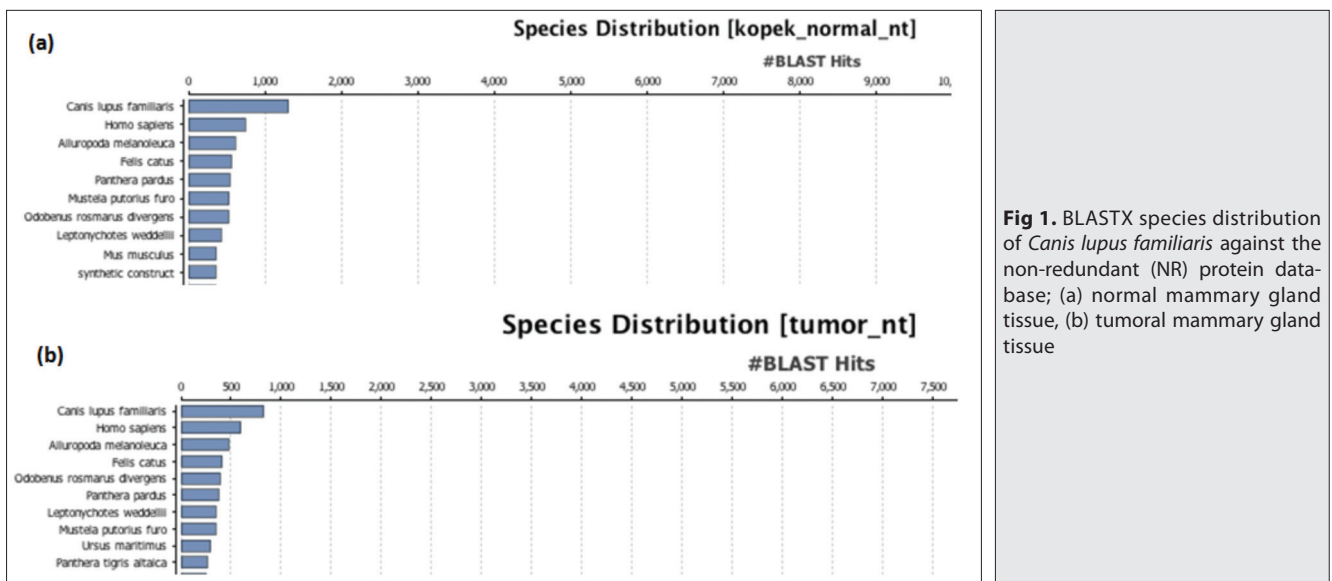 (a)
Species Distribution [kopek_normal_nt]
#BLAST Hits
0 1,000 2,000 3,000 4,000 5,000 6,000 7,000 8,000 9,000 10,
Canis lupus familiaris
Homo sapiens
Ailuropoda melanoleuca
Felis catus
Panthera pardus
Mustela putorius furo
Odobenus rosmarus divergens
Leptonychotes weddellii
Mus musculus
synthetic construct
(b)
Species Distribution [tumor_nt]
#BLAST Hits
0 500 1,000 1,500 2,000 2,500 3,000 3,500 4,000 4,500 5,000 5,500 6,000 6,500 7,000 7,500
Canis lupus familiaris
Homo sapiens
Ailuropoda melanoleuca
Felis catus
Odobenus rosmarus divergens
Panthera pardus
Leptonychotes weddellii
Mustela putorius furo
Ursus maritimus
Panthera tigris altaica
Fig 1. BLASTX species distribution
of Canis lupus familiaris against the
non-redundant (NR) protein data-
base; (a) normal mammary gland
tissue, (b) tumoral mammary gland
tissue